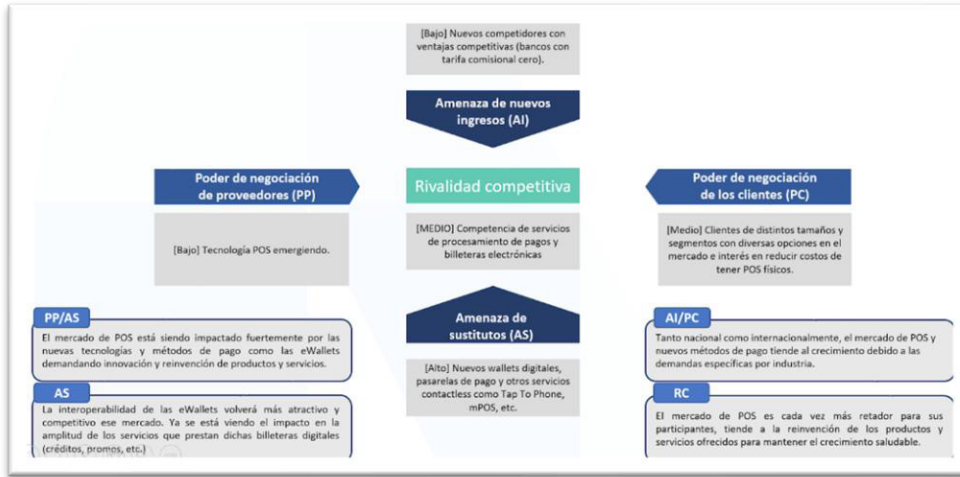 [Bajo] Nuevos competidores con
ventajas competitivas (bancos con
tarifa comisional cero).
Amenaza de nuevos
ingresos (AI)
Poder de negociación
de proveedores (PP)
Rivalidad competitiva
Poder de negociación
de los clientes (PC)
[Bajo] Tecnología POS emergiendo.
[MEDIO] Competencia de servicios
de procesamiento de pagos y
billeteras electrónicas
[Medio] Clientes de distintos tamaños y
segmentos con diversas opciones en el
mercado e interés en reducir costos de
tener POS físicos.
PP/AS
El mercado de POS está siendo impactado fuertemente por las
nuevas tecnologías y métodos de pago como las eWallets
demandando innovación y reinvención de productos y servicios.
Amenaza de
sustitutos (AS)
AI/PC
Tanto nacional como internacionalmente, el mercado de POS y
nuevos métodos de pago tiende al crecimiento debido a las
demandas específicas por industria.
AS
La interoperabilidad de las eWallets volverá más atractivo y
competitivo ese mercado. Ya se está viendo el impacto en la
amplitud de los servicios que prestan dichas billeteras digitales
(créditos, promos, etc.)
[Alto] Nuevos wallets digitales,
pasarelas de pago y otros servicios
contactless como Tap To Phone,
mPOS, etc.
RC
El mercado de POS es cada vez más retador para sus
participantes, tiende a la reinvención de los productos y
servicios ofrecidos para mantener el crecimiento saludable.